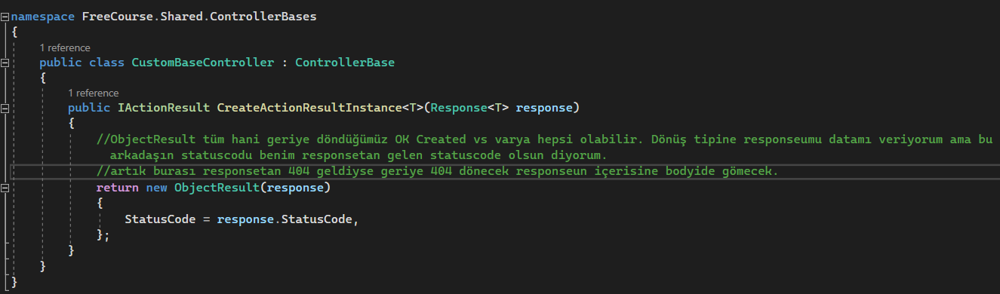 namespace FreeCourse.Shared.ControllerBases
{
1 reference
public class CustomBaseController : ControllerBase
{
1 reference
public IActionResult CreateActionResultInstance<T>(Response<T> response)
{
//ObjectResult tüm hani geriye döndüğümüz OK Created vs varya hepsi olabilir. Dönüş tipine responseumu datamı veriyorum ama bu
arkadaşın statuscodu benim responsetan gelen statuscode olsun diyorum.
//artık burası responsetan 404 geldiyse geriye 404 dönecek responseun içerisine bodyide gömecek.
return new ObjectResult(response)
{
StatusCode = response.StatusCode,
};
}
}
}